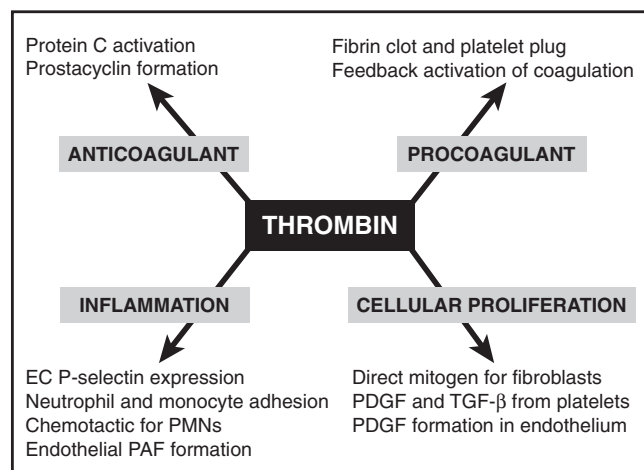 Protein C activation
Prostacyclin formation
Fibrin clot and platelet plug
Feedback activation of coagulation
ANTICOAGULANT
PROCOAGULANT
THROMBIN
INFLAMMATION
CELLULAR PROLIFERATION
EC P-selectin expression
Neutrophil and monocyte adhesion
Chemotactic for PMNs
Endothelial PAF formation
Direct mitogen for fibroblasts
PDGF and TGF-β from platelets
PDGF formation in endothelium